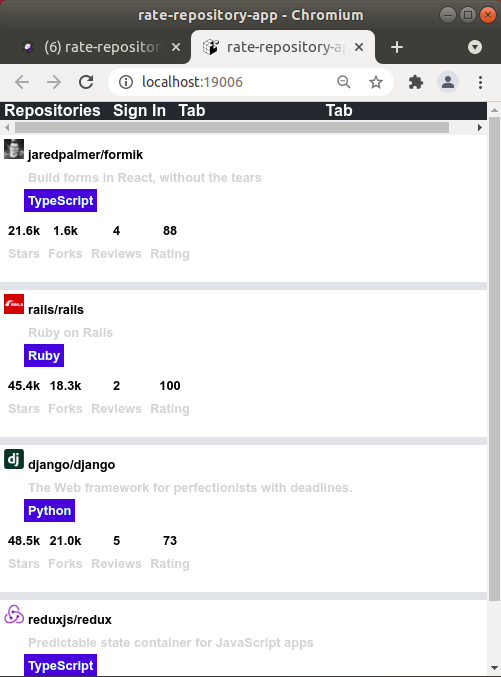 rate-repository-app - Chromium
(6) rate-repositor
rate-repository-ap
localhost:19006
Repositories Sign In Tab Tab
jaredpalmer/formik
Build forms in React, without the tears
TypeScript
21.6k 1.6k 4 88
Stars Forks Reviews Rating
rails/rails
Ruby on Rails
Ruby
45.4k 18.3k 2 100
Stars Forks Reviews Rating
dj
django/django
The Web framework for perfectionists with deadlines.
Python
48.5k 21.0k 5 73
Stars Forks Reviews Rating
reduxjs/redux
Predictable state container for JavaScript apps
TypeScript